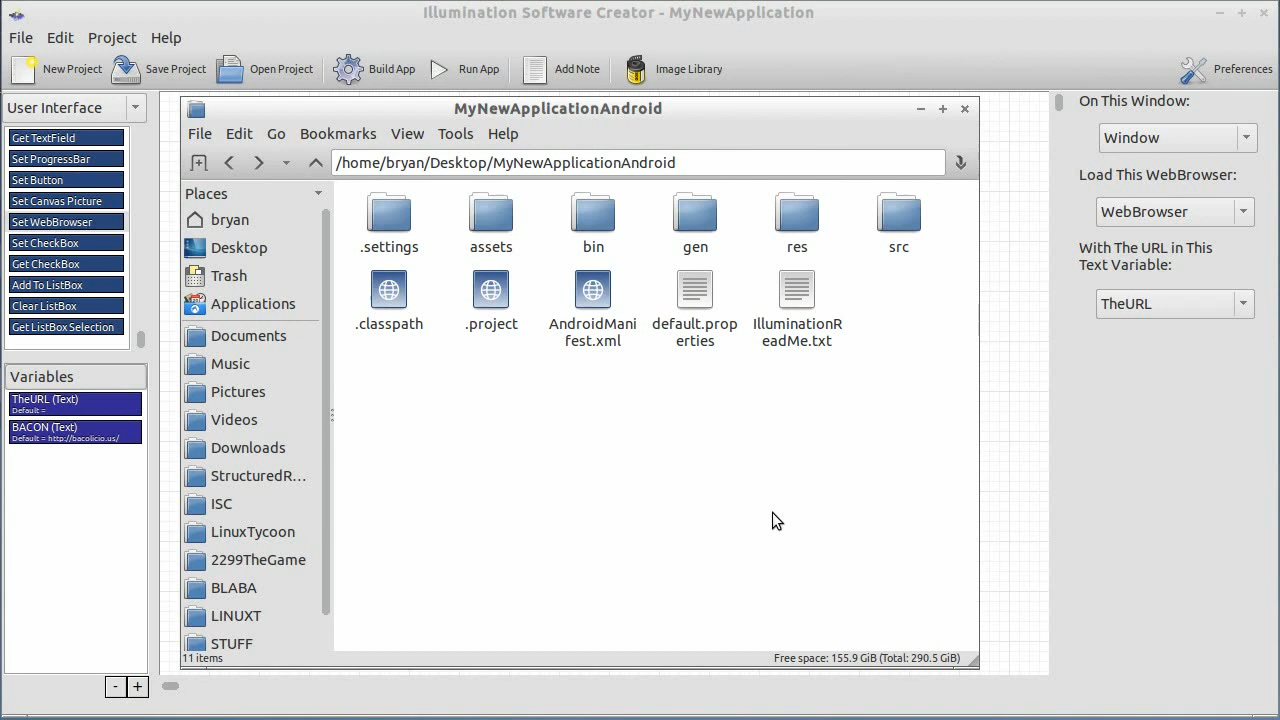 Illumination Software Creator - MyNewApplication
File Edit Project Help
New Project Save Project Open Project Build App Run App Add Note Image Library Preferences
User Interface
Get TextField
Set ProgressBar
Set Button
Set Canvas Picture
Set WebBrowser
Set CheckBox
Get CheckBox
Add To ListBox
Clear ListBox
Get ListBox Selection
Variables
TheURL (Text)
Default =
BACON (Text)
Default = http://bacolicio.us/
- +
MyNewApplicationAndroid
File Edit Go Bookmarks View Tools Help
/home/bryan/Desktop/MyNewApplicationAndroid
Places
bryan
Desktop
Trash
Applications
Documents
Music
Pictures
Videos
Downloads
StructuredR...
ISC
LinuxTycoon
2299TheGame
BLABA
LINUXT
STUFF
.settings assets bin gen res src
.classpath .project AndroidMani default.prop IlluminationR
fest.xml erties eadMe.txt
11 items Free space: 155.9 GiB (Total: 290.5 GiB)
On This Window:
Window
Load This WebBrowser:
WebBrowser
With The URL in This
Text Variable:
TheURL